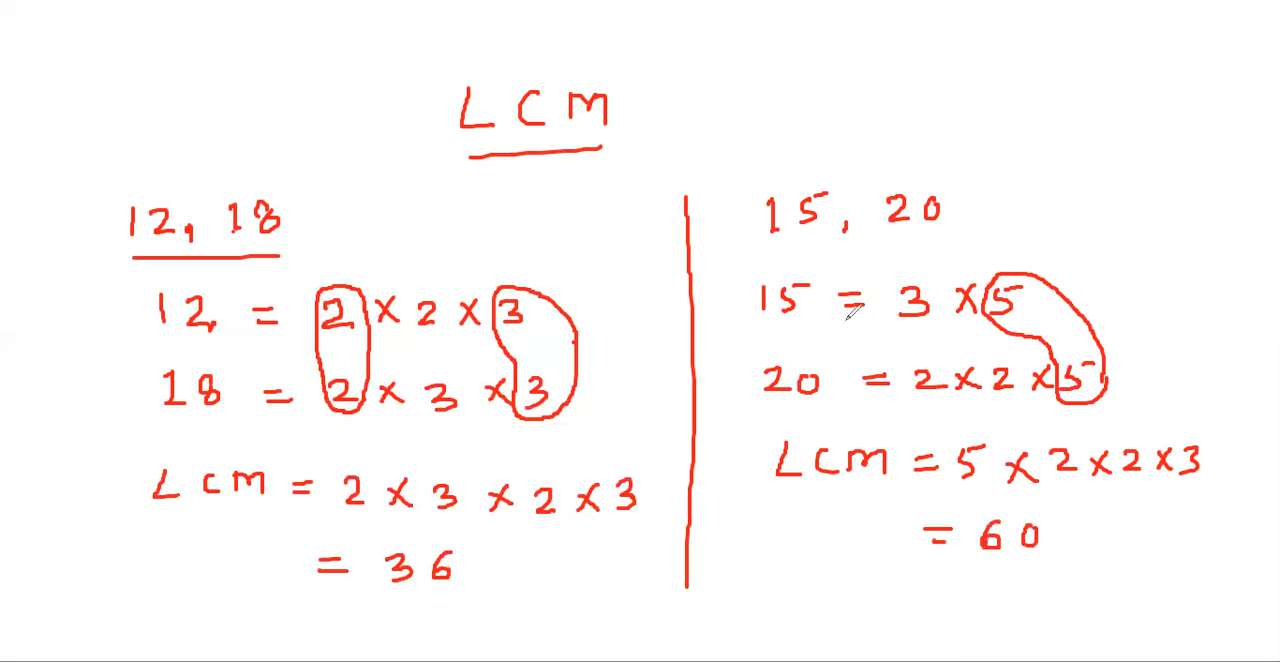 LCM
12, 18
12 = 2 × 2 × 3
18 = 2 × 3 × 3
LCM = 2 × 3 × 2 × 3
= 36
15, 20
15 = 3 × 5
20 = 2 × 2 × 5
LCM = 5 × 2 × 2 × 3
= 60